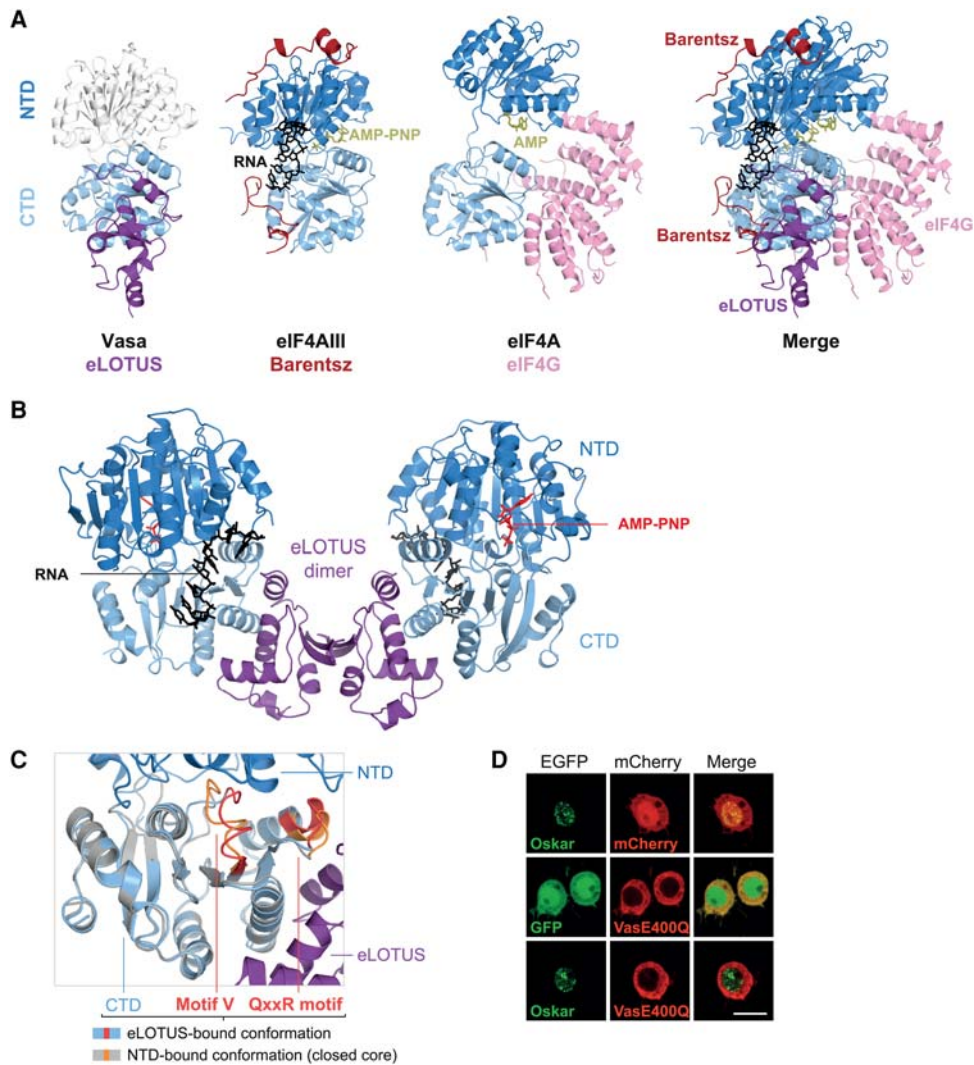 A
NTD
CTD
Vasa
eLOTUS
AMP-PNP
RNA
eIF4AIII
Barentsz
AMP
eIF4A
eIF4G
Barentsz
Barentsz
eIF4G
eLOTUS
Merge
B
NTD
AMP-PNP
eLOTUS
dimer
RNA
CTD
C
NTD
eLOTUS
CTD
Motif V
QxxR motif
eLOTUS-bound conformation
NTD-bound conformation (closed core)
D
EGFP mCherry Merge
Oskar mCherry
GFP VasE400Q
Oskar VasE400Q